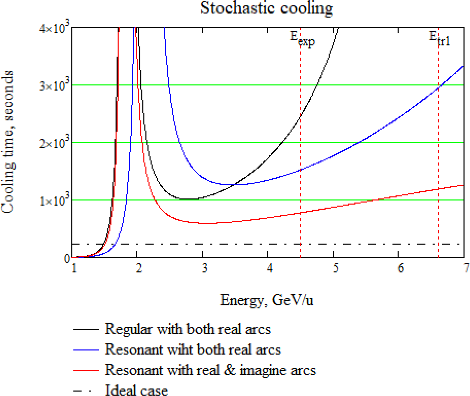 Stochastic cooling
4×10³
3×10³
2×10³
1×10³
0
Cooling time, seconds
E_exp
E_tr1
1 2 3 4 5 6 7
Energy, GeV/u
Regular with both real arcs
Resonant wiht both real arcs
Resonant with real & imagine arcs
Ideal case